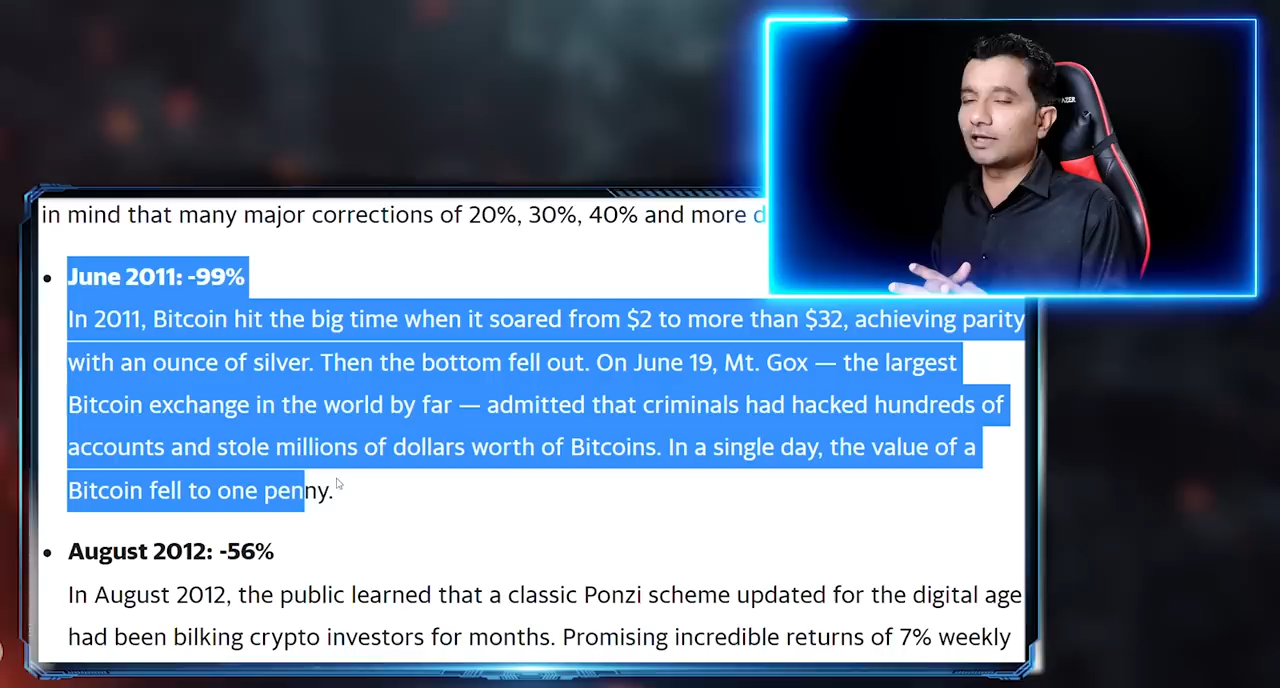 in mind that many major corrections of 20%, 30%, 40% and more d
June 2011: -99%
In 2011, Bitcoin hit the big time when it soared from $2 to more than $32, achieving parity
with an ounce of silver. Then the bottom fell out. On June 19, Mt. Gox — the largest
Bitcoin exchange in the world by far — admitted that criminals had hacked hundreds of
accounts and stole millions of dollars worth of Bitcoins. In a single day, the value of a
Bitcoin fell to one penny.
August 2012: -56%
In August 2012, the public learned that a classic Ponzi scheme updated for the digital age
had been bilking crypto investors for months. Promising incredible returns of 7% weekly